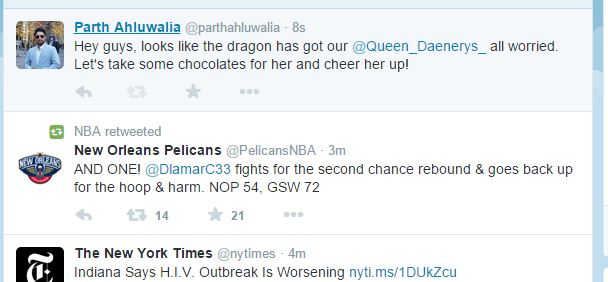 Parth Ahluwalia @parthahluwalia · 8s
Hey guys, looks like the dragon has got our @Queen_Daenerys_ all worried.
Let's take some chocolates for her and cheer her up!
NBA retweeted
New Orleans Pelicans @PelicansNBA · 3m
NEW ORLEANS
AND ONE! @DlamarC33 fights for the second chance rebound & goes back up
for the hoop & harm. NOP 54, GSW 72
14 21
The New York Times @nytimes · 4m
Indiana Says H.I.V. Outbreak Is Worsening nyti.ms/1DUkZcu